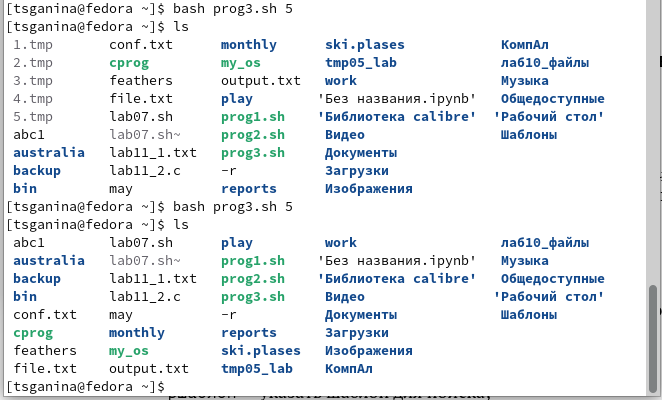 [tsganina@fedora ~]$ bash prog3.sh 5
[tsganina@fedora ~]$ ls
1.tmp conf.txt monthly ski.plases КомпАл
2.tmp cprog my_os tmp05_lab лаб10_файлы
3.tmp feathers output.txt work Музыка
4.tmp file.txt play 'Без названия.ipynb' Общедоступные
5.tmp lab07.sh prog1.sh 'Библиотека calibre' 'Рабочий стол'
abc1 lab07.sh~ prog2.sh Видео Шаблоны
australia lab11_1.txt prog3.sh Документы
backup lab11_2.c -r Загрузки
bin may reports Изображения
[tsganina@fedora ~]$ bash prog3.sh 5
[tsganina@fedora ~]$ ls
abc1 lab07.sh play work лаб10_файлы
australia lab07.sh~ prog1.sh 'Без названия.ipynb' Музыка
backup lab11_1.txt prog2.sh 'Библиотека calibre' Общедоступные
bin lab11_2.c prog3.sh Видео 'Рабочий стол'
conf.txt may -r Документы Шаблоны
cprog monthly reports Загрузки
feathers my_os ski.plases Изображения
file.txt output.txt tmp05_lab КомпАл
[tsganina@fedora ~]$